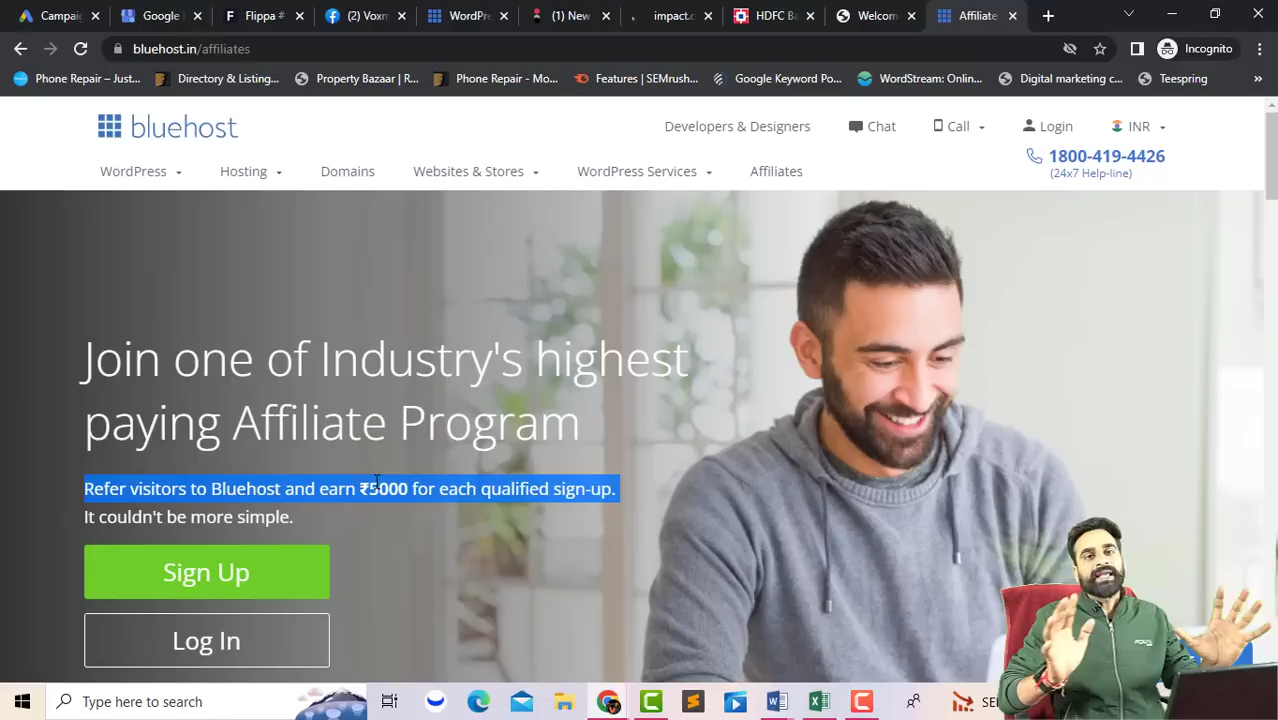 Campaig
Google
Flippa #
(2) Voxm
WordPre
(1) New
impact.c
HDFC Ba
Welcom
Affiliate
bluehost.in/affiliates
Incognito
Phone Repair – Just...
Directory & Listing...
Property Bazaar | R...
Phone Repair - Mo...
Features | SEMrush...
Google Keyword Po...
WordStream: Onlin...
Digital marketing c...
Teespring
bluehost
Developers & Designers
Chat
Call
Login
INR
1800-419-4426
(24x7 Help-line)
WordPress
Hosting
Domains
Websites & Stores
WordPress Services
Affiliates
Join one of Industry's highest
paying Affiliate Program
Refer visitors to Bluehost and earn ₹5000 for each qualified sign-up.
It couldn't be more simple.
Sign Up
Log In
Type here to search